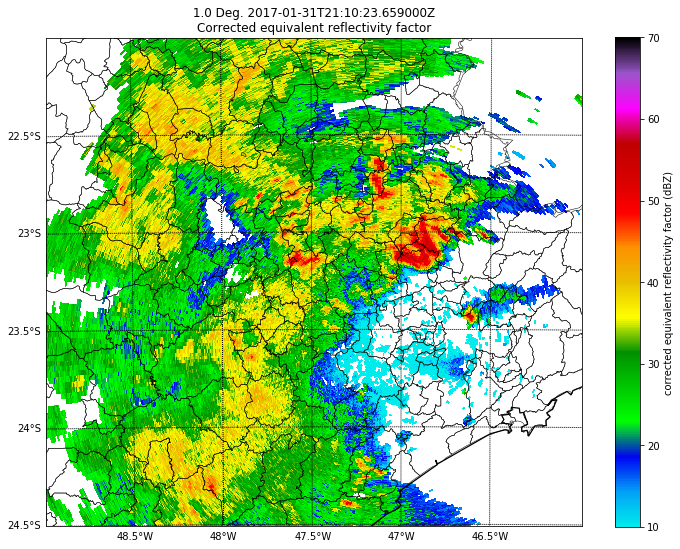 1.0 Deg. 2017-01-31T21:10:23.659000Z
Corrected equivalent reflectivity factor
22.5°S
23°S
23.5°S
24°S
24.5°S
48.5°W
48°W
47.5°W
47°W
46.5°W
70
60
50
40
30
20
10
corrected equivalent reflectivity factor (dBZ)